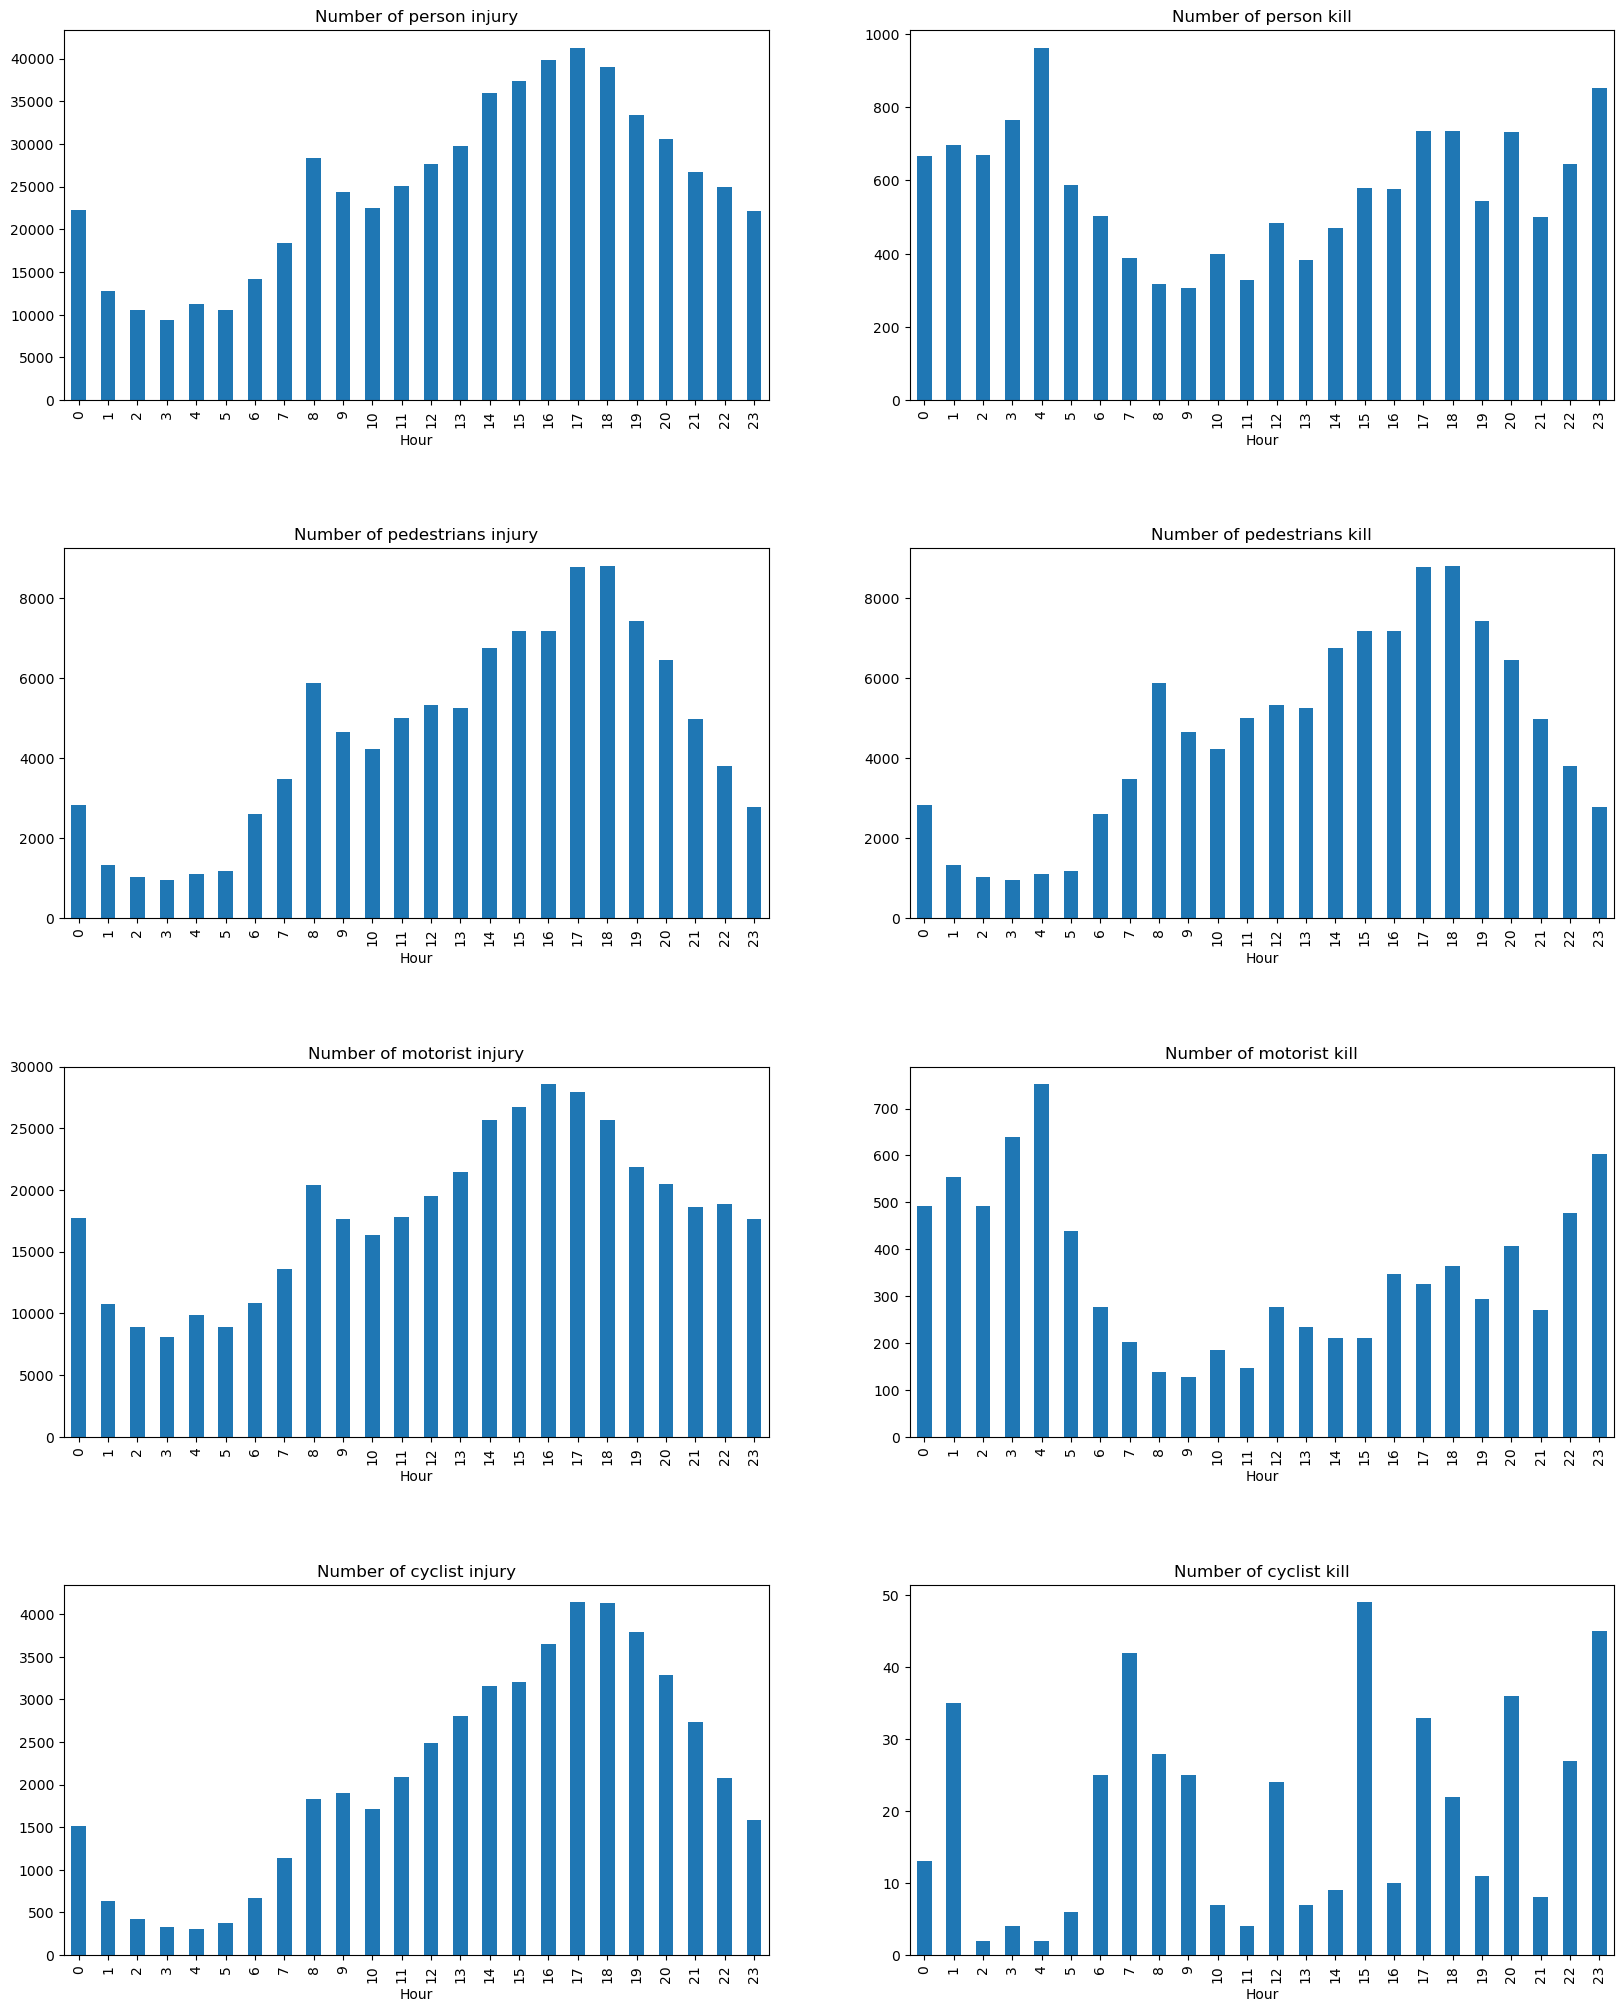 Number of person injury
40000
35000
30000
25000
20000
15000
10000
5000
0
0 1 2 3 4 5 6 7 8 9 10 11 12 13 14 15 16 17 18 19 20 21 22 23
Hour
Number of person kill
1000
800
600
400
200
0
0 1 2 3 4 5 6 7 8 9 10 11 12 13 14 15 16 17 18 19 20 21 22 23
Hour
Number of pedestrians injury
8000
6000
4000
2000
0
0 1 2 3 4 5 6 7 8 9 10 11 12 13 14 15 16 17 18 19 20 21 22 23
Hour
Number of pedestrians kill
8000
6000
4000
2000
0
0 1 2 3 4 5 6 7 8 9 10 11 12 13 14 15 16 17 18 19 20 21 22 23
Hour
Number of motorist injury
30000
25000
20000
15000
10000
5000
0
0 1 2 3 4 5 6 7 8 9 10 11 12 13 14 15 16 17 18 19 20 21 22 23
Hour
Number of motorist kill
700
600
500
400
300
200
100
0
0 1 2 3 4 5 6 7 8 9 10 11 12 13 14 15 16 17 18 19 20 21 22 23
Hour
Number of cyclist injury
4000
3500
3000
2500
2000
1500
1000
500
0
0 1 2 3 4 5 6 7 8 9 10 11 12 13 14 15 16 17 18 19 20 21 22 23
Hour
Number of cyclist kill
50
40
30
20
10
0
0 1 2 3 4 5 6 7 8 9 10 11 12 13 14 15 16 17 18 19 20 21 22 23
Hour